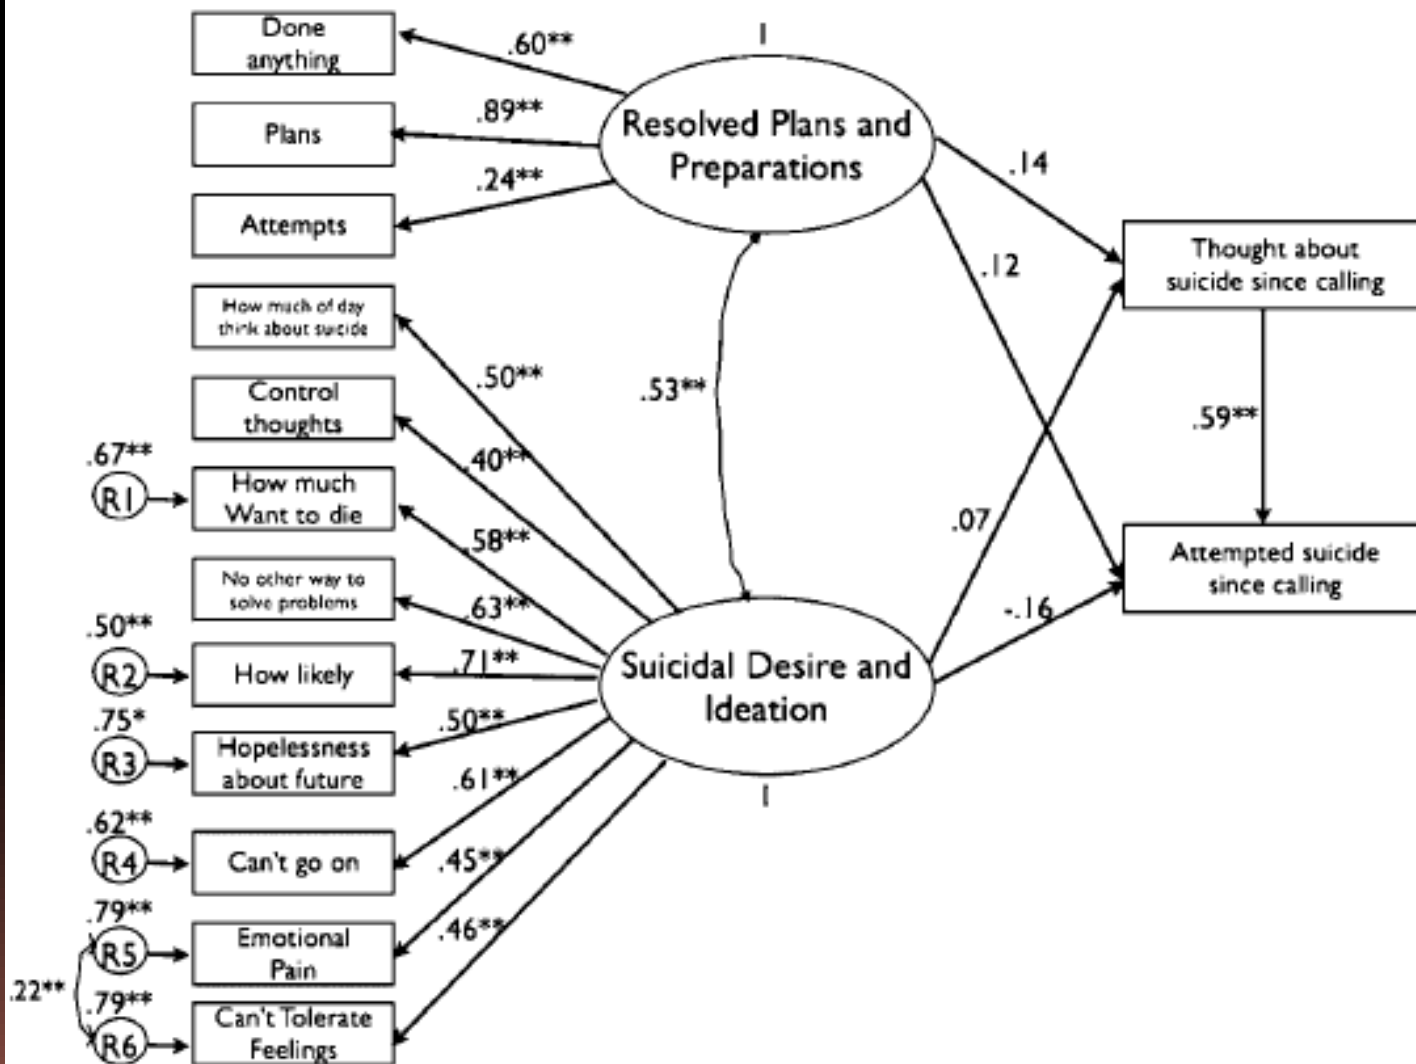 Done
anything
.60**
I
Resolved Plans and
Preparations
Plans
.89**
Attempts
.24**
.14
.12
Thought about
suicide since calling
How much of day
think about suicide
.50**
.53**
Control
thoughts
.40**
.59**
.67**
R1
How much
Want to die
.58**
.07
No other way to
solve problems
.63**
Attempted suicide
since calling
-.16
.50**
R2
How likely
.71**
Suicidal Desire and
Ideation
I
.75*
R3
Hopelessness
about future
.50**
.62**
R4
Can't go on
.61**
.79**
R5
Emotional
Pain
.45**
.22**
.79**
R6
Can't Tolerate
Feelings
.46**